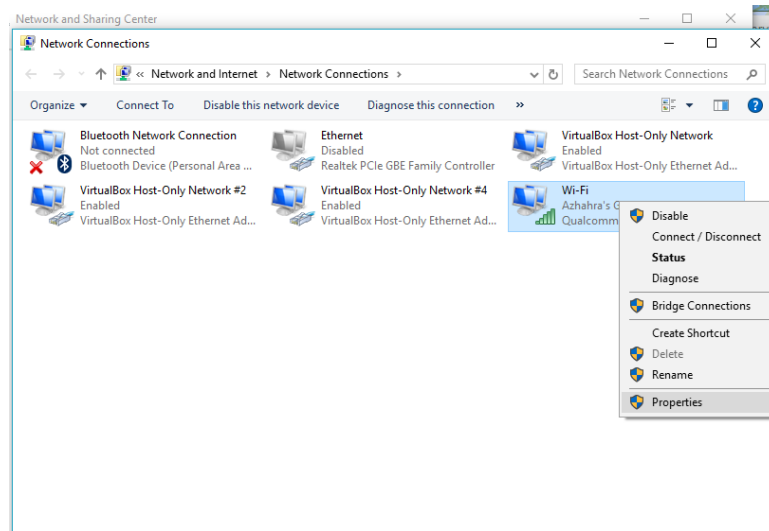 Network and Sharing Center
Network Connections
« Network and Internet > Network Connections >
Search Network Connections
Organize
Connect To
Disable this network device
Diagnose this connection
»
Bluetooth Network Connection
Not connected
Bluetooth Device (Personal Area ...
Ethernet
Disabled
Realtek PCIe GBE Family Controller
VirtualBox Host-Only Network
Enabled
VirtualBox Host-Only Ethernet Ad...
VirtualBox Host-Only Network #2
Enabled
VirtualBox Host-Only Ethernet Ad...
VirtualBox Host-Only Network #4
Enabled
VirtualBox Host-Only Ethernet Ad...
Wi-Fi
Azhahra's G
Qualcomm
Disable
Connect / Disconnect
Status
Diagnose
Bridge Connections
Create Shortcut
Delete
Rename
Properties